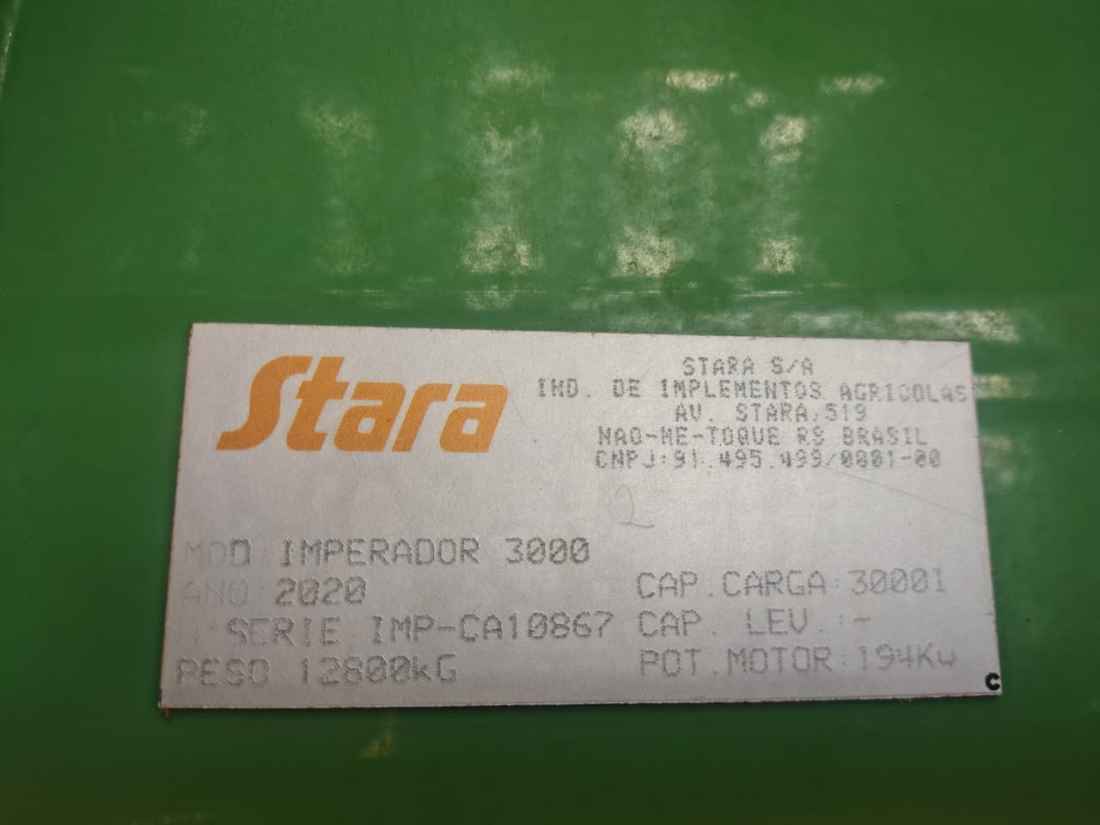 Stara
STARA S/A
IND. DE IMPLEMENTOS AGRICOLAS
AV. STARA,519
NAO-ME-TOQUE RS BRASIL
CNPJ:91.495.499/0001-00
2
MOD IMPERADOR 3000
ANO 2020
CAP.CARGA:3000l
SERIE IMP-CA10867
CAP. LEV.:-
PESO 12800kG
POT.MOTOR:194Kw
C